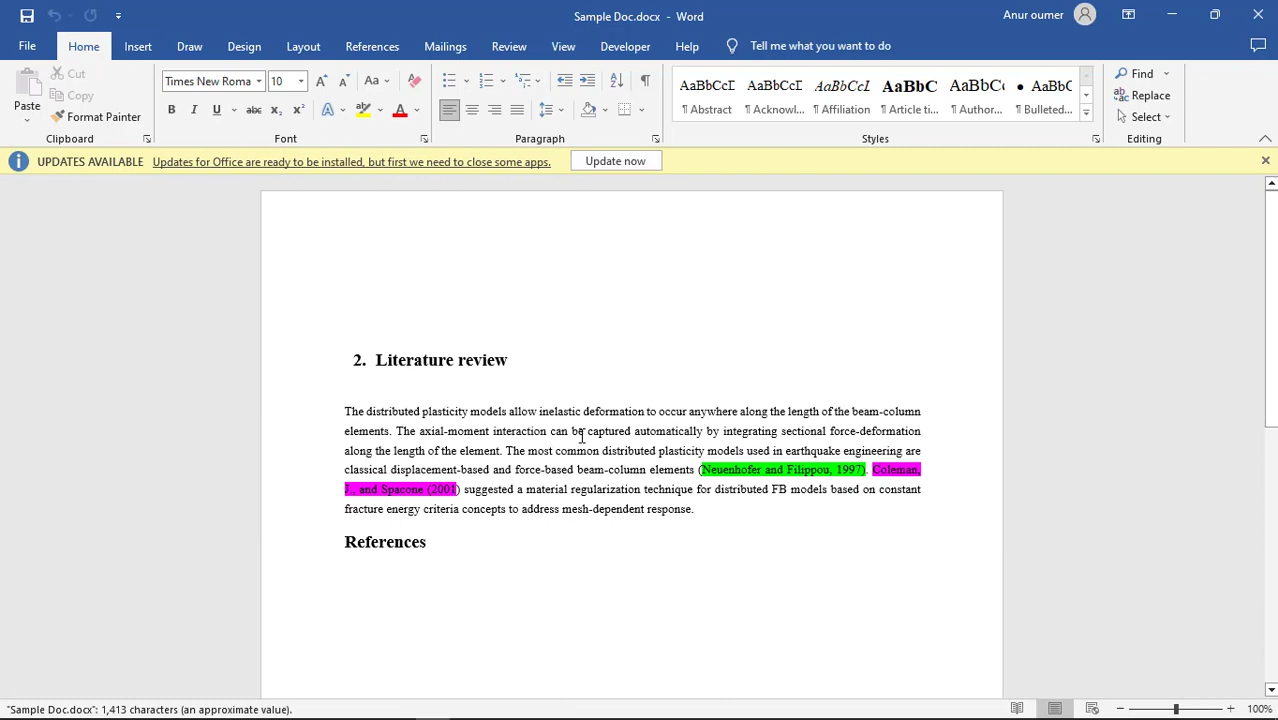 Sample Doc.docx - Word
Anur oumer
File Home Insert Draw Design Layout References Mailings Review View Developer Help Tell me what you want to do
Paste
Cut
Copy
Format Painter
Clipboard
Times New Roma 10
Aa
B I U abc x₂ x² A A
Font
Paragraph
AaBbCcD AaBbCcL AaBbCcL AaBbC AaBbCc AaBbC
¶ Abstract ¶ Acknowl... ¶ Affiliation ¶ Article ti... ¶ Author... ¶ Bulleted...
Styles
Find
Replace
Select
Editing
UPDATES AVAILABLE Updates for Office are ready to be installed, but first we need to close some apps. Update now
2. Literature review
The distributed plasticity models allow inelastic deformation to occur anywhere along the length of the beam-column
elements. The axial-moment interaction can be captured automatically by integrating sectional force-deformation
along the length of the element. The most common distributed plasticity models used in earthquake engineering are
classical displacement-based and force-based beam-column elements (Neuenhofer and Filippou, 1997). Coleman,
J., and Spacone (2001) suggested a material regularization technique for distributed FB models based on constant
fracture energy criteria concepts to address mesh-dependent response.
References
"Sample Doc.docx": 1,413 characters (an approximate value).
100%